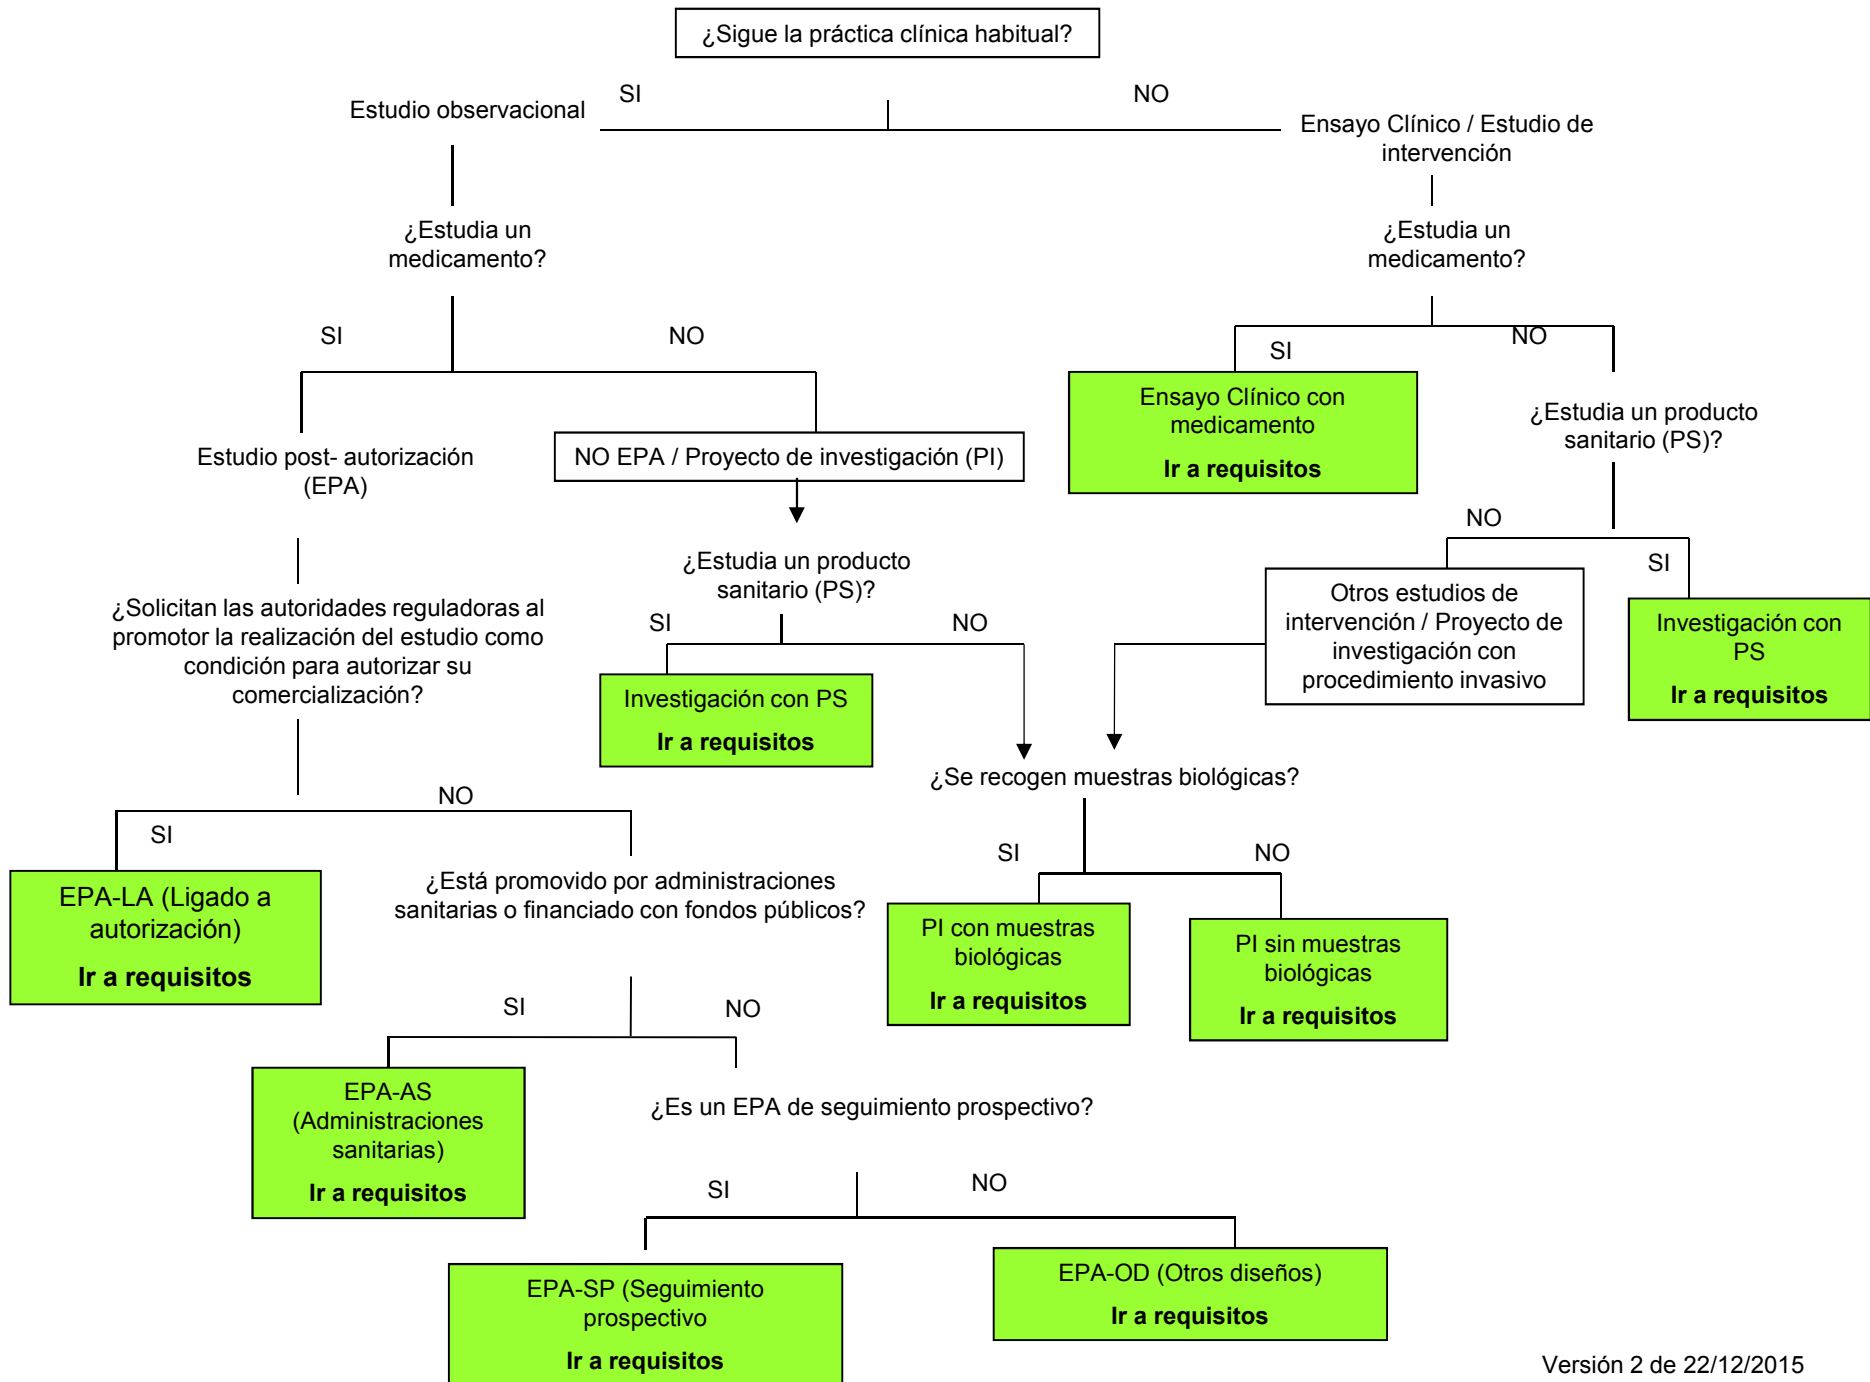 ¿Sigue la práctica clínica habitual?
SI
NO
Estudio observacional
Ensayo Clínico / Estudio de
intervención
¿Estudia un
medicamento?
¿Estudia un
medicamento?
SI
NO
SI
NO
Ensayo Clínico con
medicamento
Ir a requisitos
¿Estudia un producto
sanitario (PS)?
Estudio post- autorización
(EPA)
NO EPA / Proyecto de investigación (PI)
NO
SI
¿Estudia un producto
sanitario (PS)?
Otros estudios de
intervención / Proyecto de
investigación con
procedimiento invasivo
Investigación con
PS
Ir a requisitos
¿Solicitan las autoridades reguladoras al
promotor la realización del estudio como
condición para autorizar su
comercialización?
SI
NO
Investigación con PS
Ir a requisitos
¿Se recogen muestras biológicas?
NO
SI
SI
NO
EPA-LA (Ligado a
autorización)
Ir a requisitos
¿Está promovido por administraciones
sanitarias o financiado con fondos públicos?
PI con muestras
biológicas
Ir a requisitos
PI sin muestras
biológicas
Ir a requisitos
SI
NO
EPA-AS
(Administraciones
sanitarias)
Ir a requisitos
¿Es un EPA de seguimiento prospectivo?
SI
NO
EPA-SP (Seguimiento
prospectivo
Ir a requisitos
EPA-OD (Otros diseños)
Ir a requisitos
Versión 2 de 22/12/2015